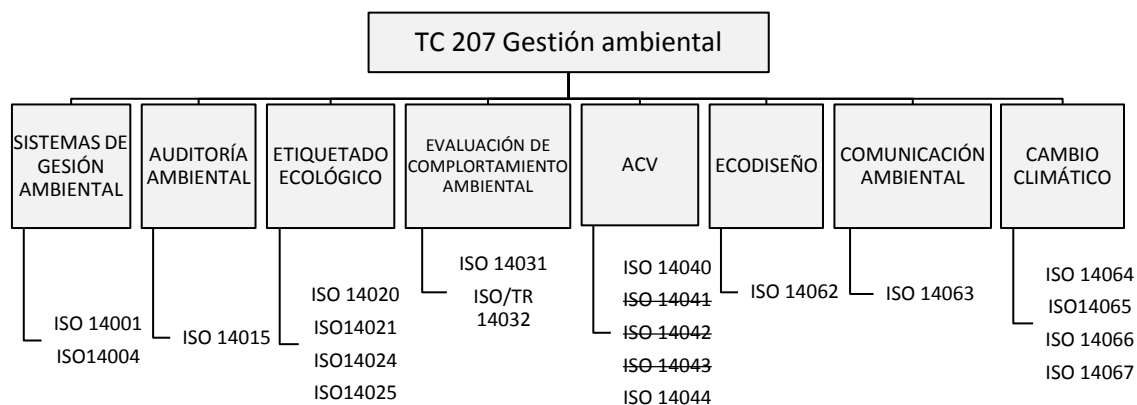 TC 207 Gestión ambiental
SISTEMAS DE
GESIÓN
AMBIENTAL
AUDITORÍA
AMBIENTAL
ETIQUETADO
ECOLÓGICO
EVALUACIÓN DE
COMPLORTAMIENTO
AMBIENTAL
ACV
ECODISEÑO
COMUNICACIÓN
AMBIENTAL
CAMBIO
CLIMÁTICO
ISO 14001
ISO14004
ISO 14015
ISO 14020
ISO14021
ISO14024
ISO14025
ISO 14031
ISO/TR
14032
ISO 14040
ISO 14041
ISO 14042
ISO 14043
ISO 14044
ISO 14062
ISO 14063
ISO 14064
ISO14065
ISO 14066
ISO 14067